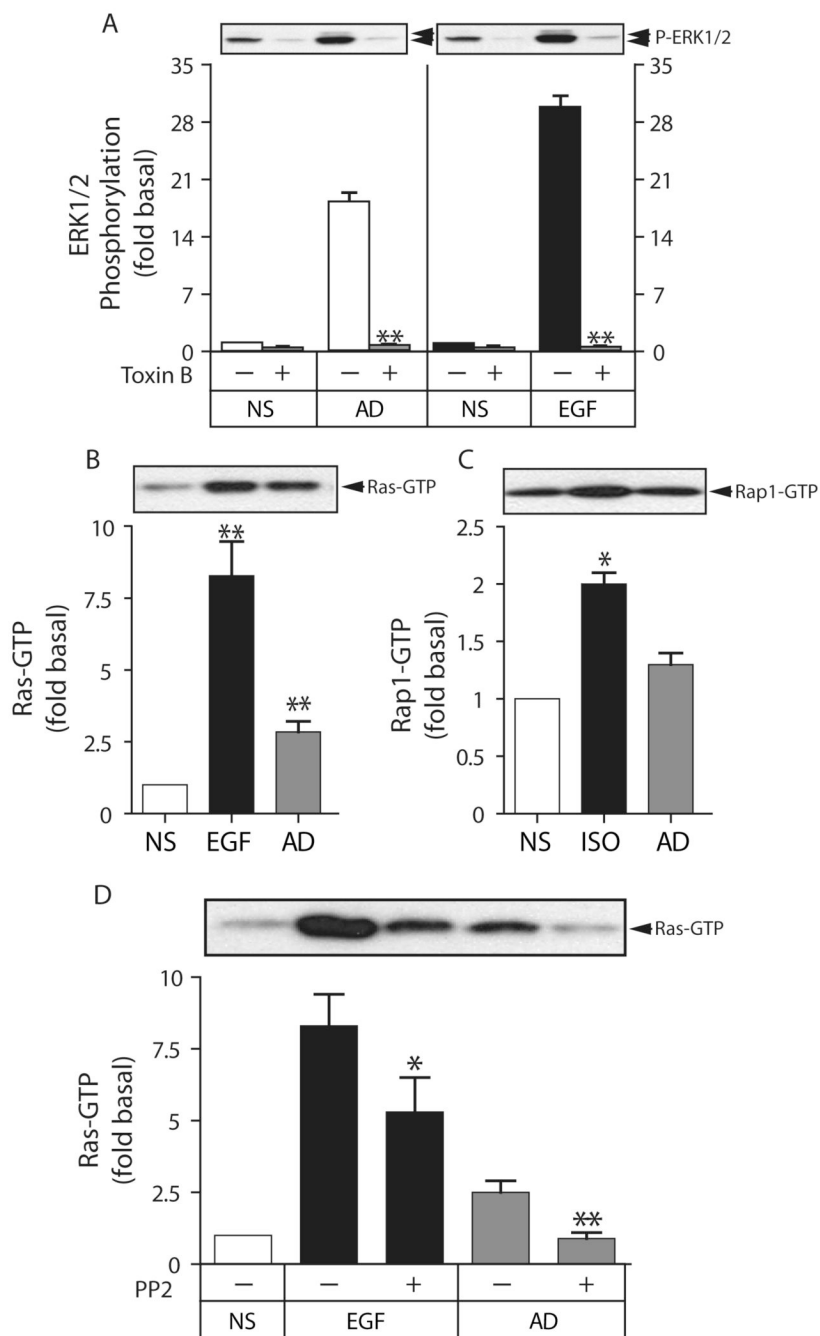 A
P-ERK1/2
ERK1/2
Phosphorylation
(fold basal)
35 35
28 28
21 21
14 14
7 7
0 0
** **
Toxin B − + − + − + − +
NS AD NS EGF
B
Ras-GTP
Ras-GTP
(fold basal)
10
7.5
5
2.5
0
**
**
NS EGF AD
C
Rap1-GTP
Rap1-GTP
(fold basal)
2.5
2
1.5
1
0.5
0
*
NS ISO AD
D
Ras-GTP
Ras-GTP
(fold basal)
10
7.5
5
2.5
0
*
**
PP2 − − + − +
NS EGF AD